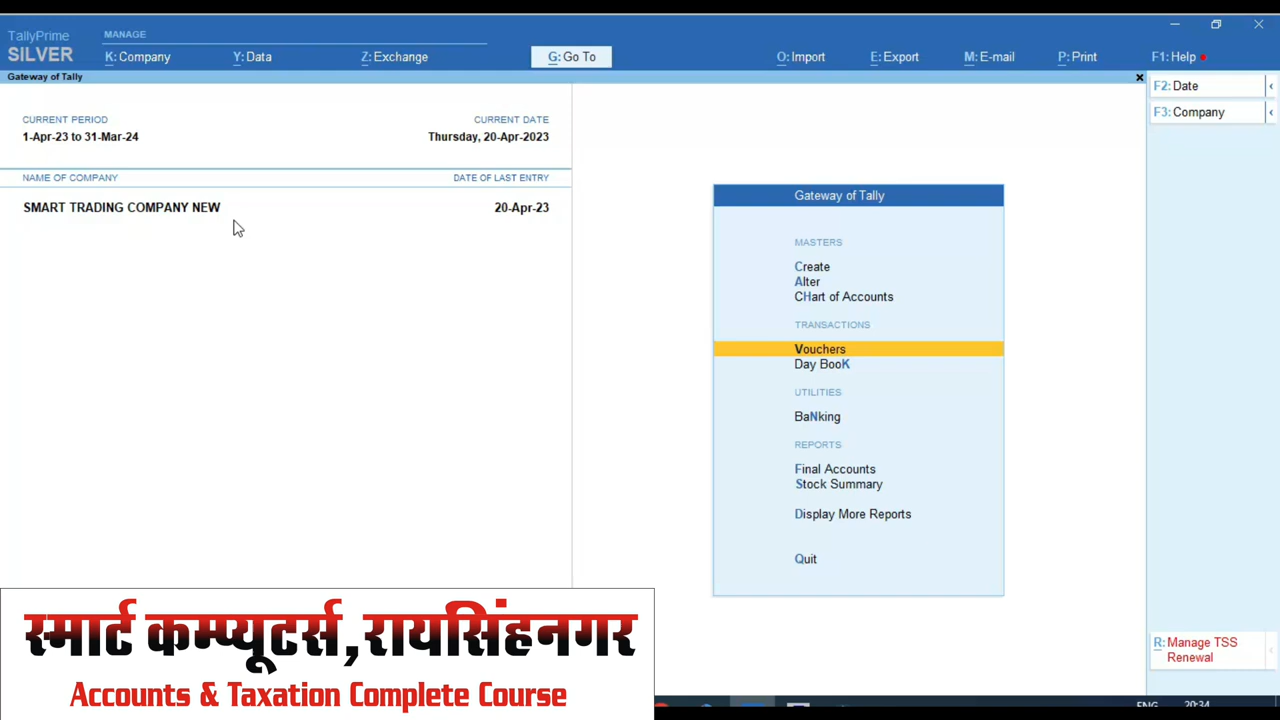 TallyPrime
SILVER
MANAGE
K: Company
Y: Data
Z: Exchange
G: Go To
O: Import
E: Export
M: E-mail
P: Print
F1: Help
Gateway of Tally
F2: Date
F3: Company
CURRENT PERIOD
CURRENT DATE
1-Apr-23 to 31-Mar-24
Thursday, 20-Apr-2023
NAME OF COMPANY
DATE OF LAST ENTRY
SMART TRADING COMPANY NEW
20-Apr-23
Gateway of Tally
MASTERS
Create
Alter
CHart of Accounts
TRANSACTIONS
Vouchers
Day BooK
UTILITIES
BaNking
REPORTS
Final Accounts
Stock Summary
Display More Reports
Quit
R: Manage TSS
Renewal
स्मार्ट कम्प्यूटर्स,रायसिंहनगर
Accounts & Taxation Complete Course
ENG
20:34